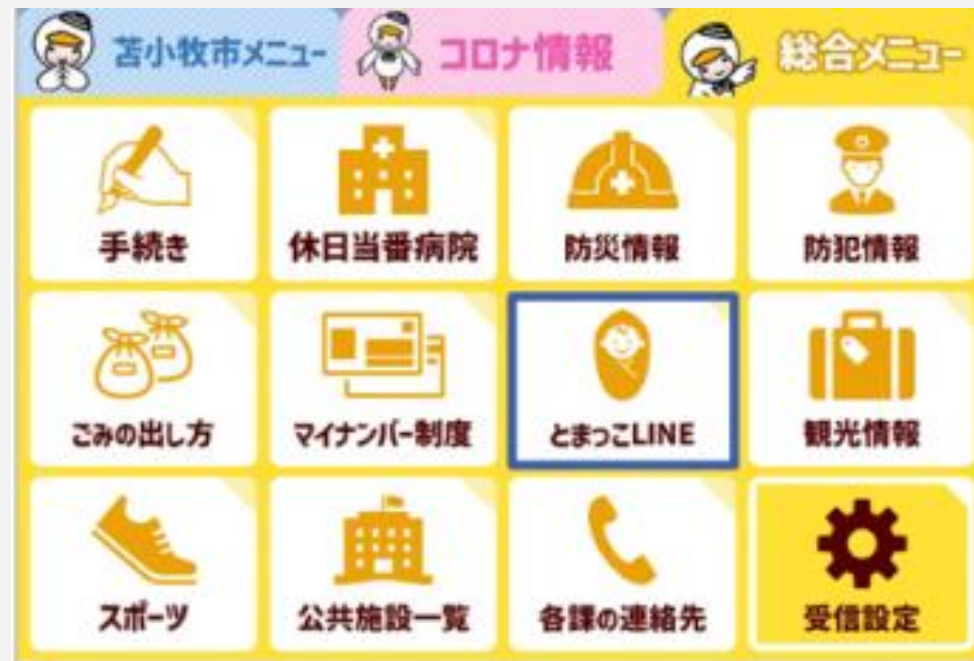 苫小牧市メニュー
コロナ情報
総合メニュー
手続き
休日当番病院
防災情報
防犯情報
ごみの出し方
マイナンバー制度
とまっこLINE
観光情報
スポーツ
公共施設一覧
各課の連絡先
受信設定